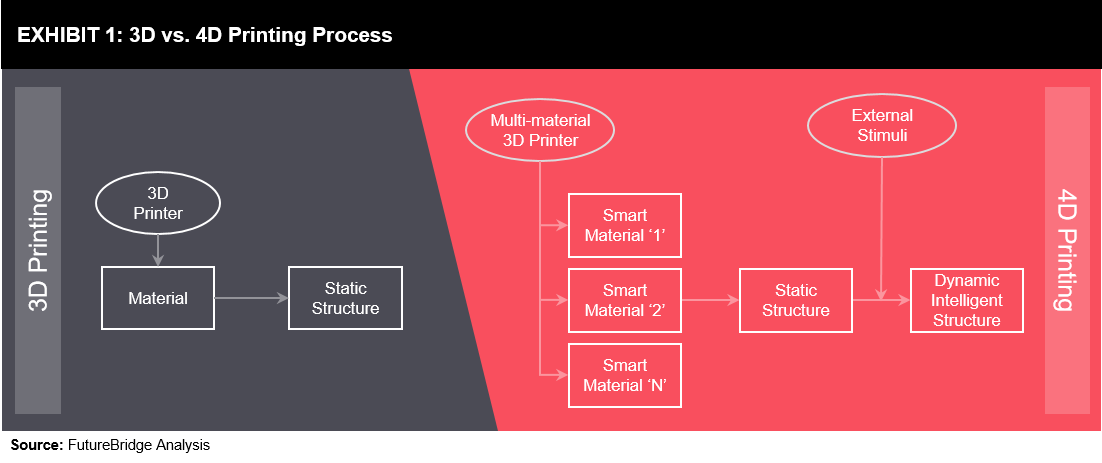 EXHIBIT 1: 3D vs. 4D Printing Process
3D Printing
3D
Printer
Material
Static
Structure
Multi-material
3D Printer
Smart
Material ‘1’
Smart
Material ‘2’
Smart
Material ‘N’
Static
Structure
External
Stimuli
Dynamic
Intelligent
Structure
4D Printing
Source: FutureBridge Analysis